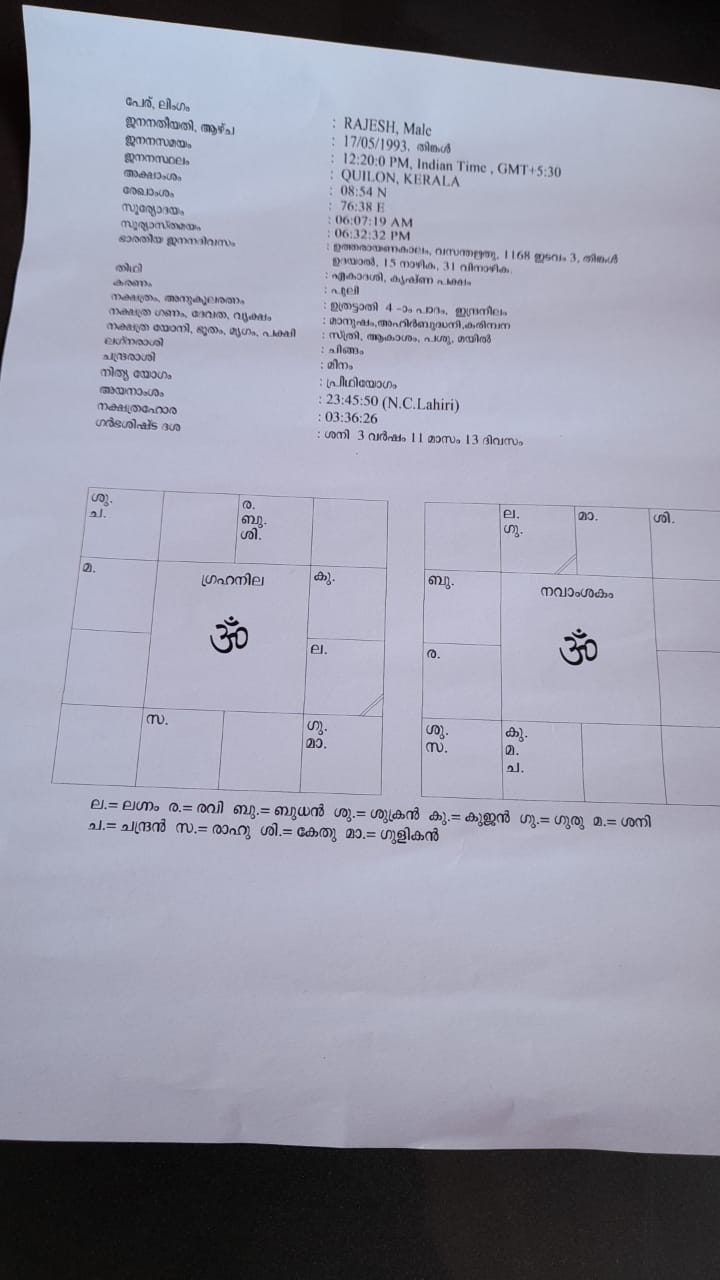 പേര്, ലിംഗം : RAJESH, Male
ജനനതീയതി, ആഴ്ച : 17/05/1993, തിങ്കൾ
ജനനസമയം : 12:20:0 PM, Indian Time , GMT+5:30
ജനനസ്ഥലം : QUILON, KERALA
അക്ഷാംശം : 08:54 N
രേഖാംശം : 76:38 E
സൂര്യോദയം : 06:07:19 AM
സൂര്യാസ്തമയം : 06:32:32 PM
ഭാരതീയ ജനനദിവസം : ഉത്തരായണകാലം, വസന്തഋതു, 1168 ഇടവം 3, തിങ്കൾ
ഉദയാൽ, 15 നാഴിക, 31 വിനാഴിക.
തിഥി : ഏകാദശി, കൃഷ്ണ പക്ഷം
കരണം : പുലി
നക്ഷത്രം, അനുകൂലരത്നം : ഉത്രട്ടാതി 4 -ാം പാദം, ഇന്ദ്രനീലം
നക്ഷത്ര ഗണം, ദേവത, വൃക്ഷം : മാനുഷം,അഹിർബുദ്ധനി,കരിമ്പന
നക്ഷത്ര യോനി, ഭൂതം, മൃഗം, പക്ഷി : സ്ത്രീ, ആകാശം, പശു, മയിൽ
ലഗ്നരാശി : ചിങ്ങം
ചന്ദ്രരാശി : മീനം
നിത്യ യോഗം : പ്രീഥിയോഗം
അയനാംശം : 23:45:50 (N.C.Lahiri)
നക്ഷത്രഹോര : 03:36:26
ഗർഭശിഷ്ട ദശ : ശനി 3 വർഷം 11 മാസം 13 ദിവസം
ശു.
ച.
ര.
ബു.
ശി.
മ.
ഗ്രഹനില
ॐ
കു.
ല.
സ.
ഗു.
മാ.
ല.
ഗു.
മാ.
ശി.
ബു.
നവാംശകം
ॐ
ര.
ശു.
സ.
കു.
മ.
ച.
ല.= ലഗ്നം ര.= രവി ബു.= ബുധൻ ശു.= ശുക്രൻ കു.= കുജൻ ഗു.= ഗുരു മ.= ശനി
ച.= ചന്ദ്രൻ സ.= രാഹു ശി.= കേതു മാ.= ഗുളികൻ